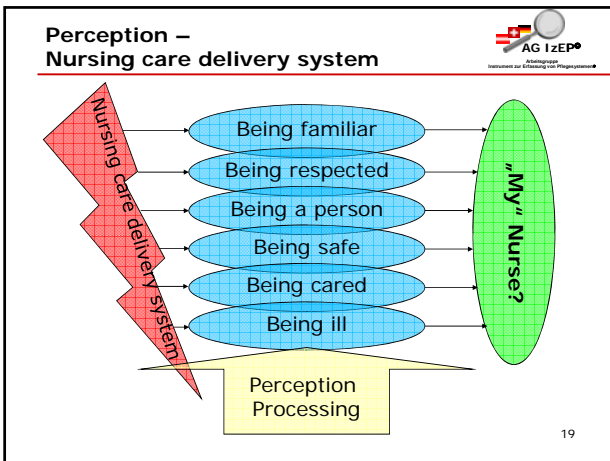 Perception –
Nursing care delivery system
AG IzEP®
Arbeitsgruppe
Instrument zur Erfassung von Pflegesystemen®
Nursing care delivery system
Being familiar
Being respected
Being a person
Being safe
Being cared
Being ill
„My“ Nurse?
Perception
Processing
19